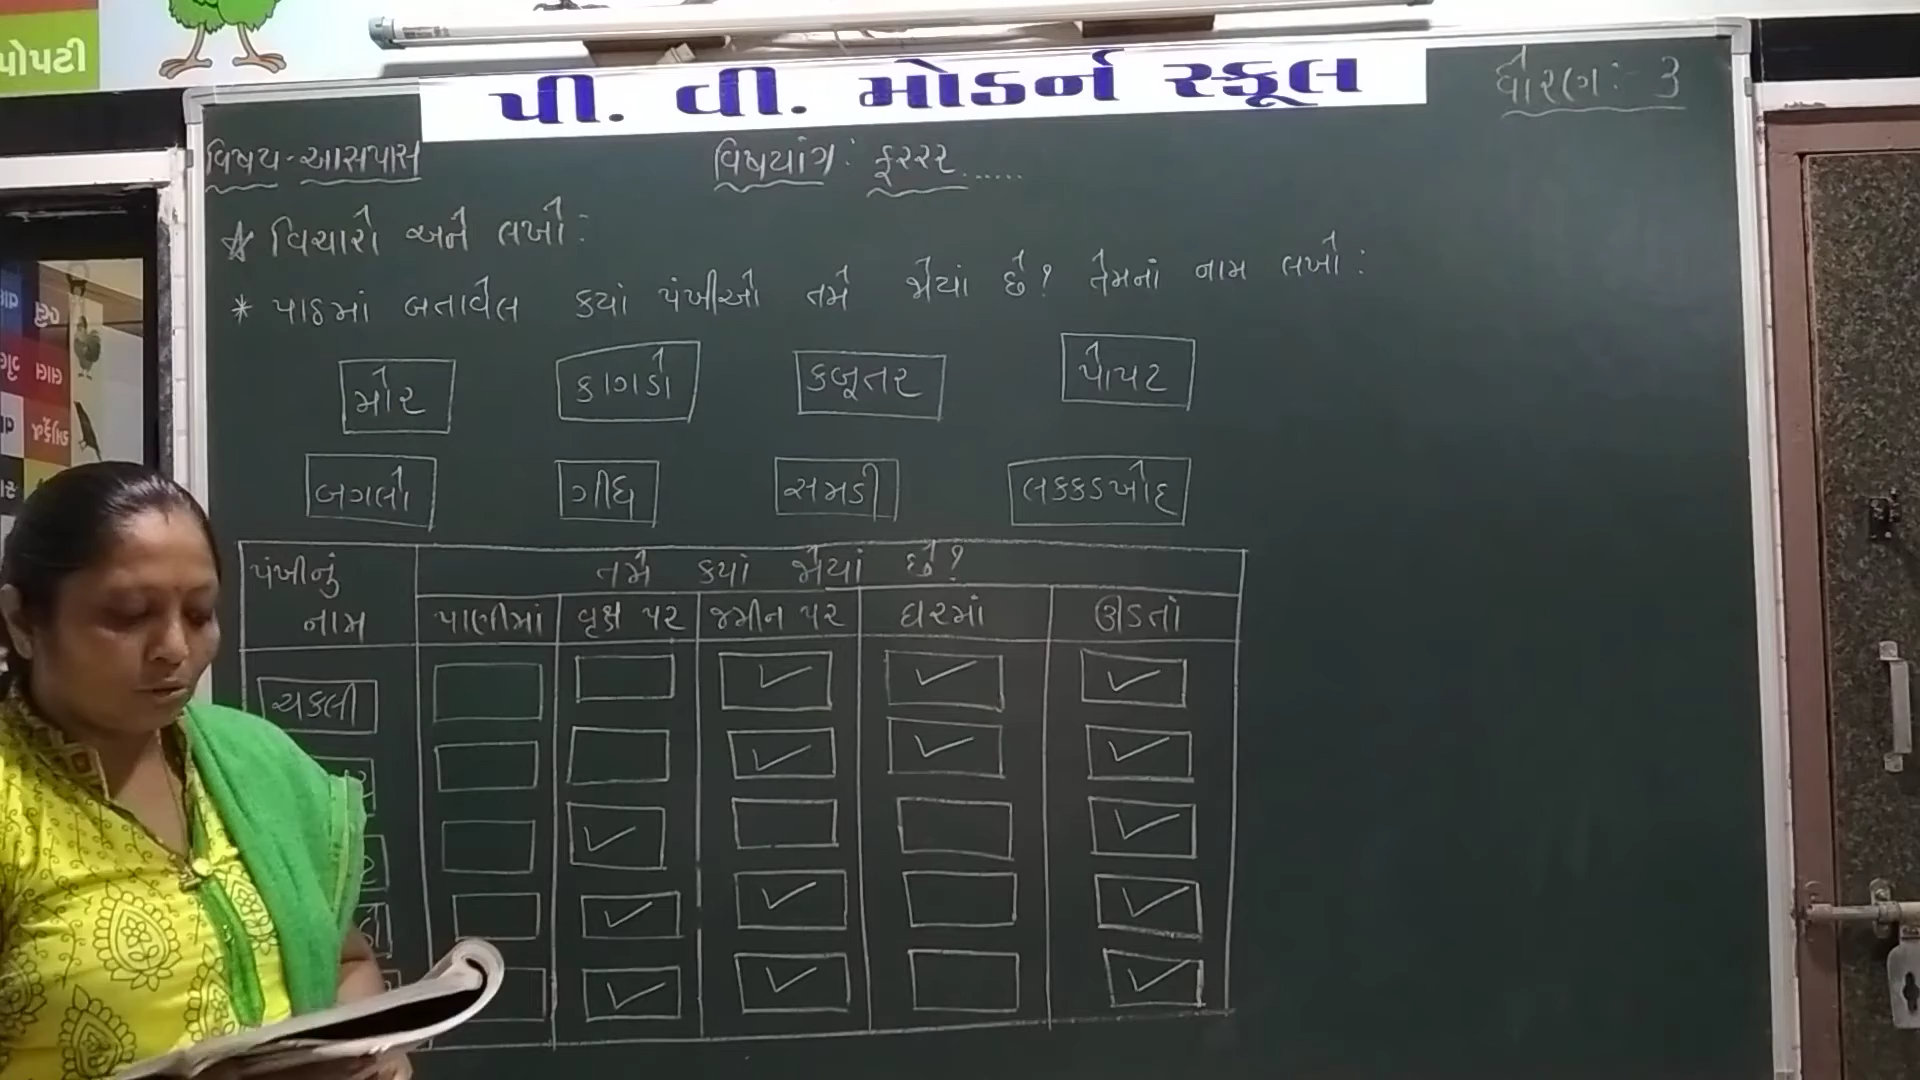 પોપટી
પી. વી. મોડર્ન સ્કૂલ
ધોરણ:- 3
વિષય-આસપાસ
વિષયાંગ: ફરરર......
વિચારો અને લખો:
* પાઠમાં બતાવેલ કયાં પંખીઓ તમે જોયાં છે? તેમનાં નામ લખો:
મોર કાગડો કબૂતર પોપટ
બગલો ગીધ સમડી લક્કડખોદ
પંખીનું નામ
તમે કયાં જોયાં છે?
પાણીમાં વૃક્ષ પર જમીન પર ઘરમાં ઊડતાં
ચકલી ✓ ✓ ✓
✓ ✓ ✓
✓ ✓
✓ ✓ ✓
✓ ✓ ✓